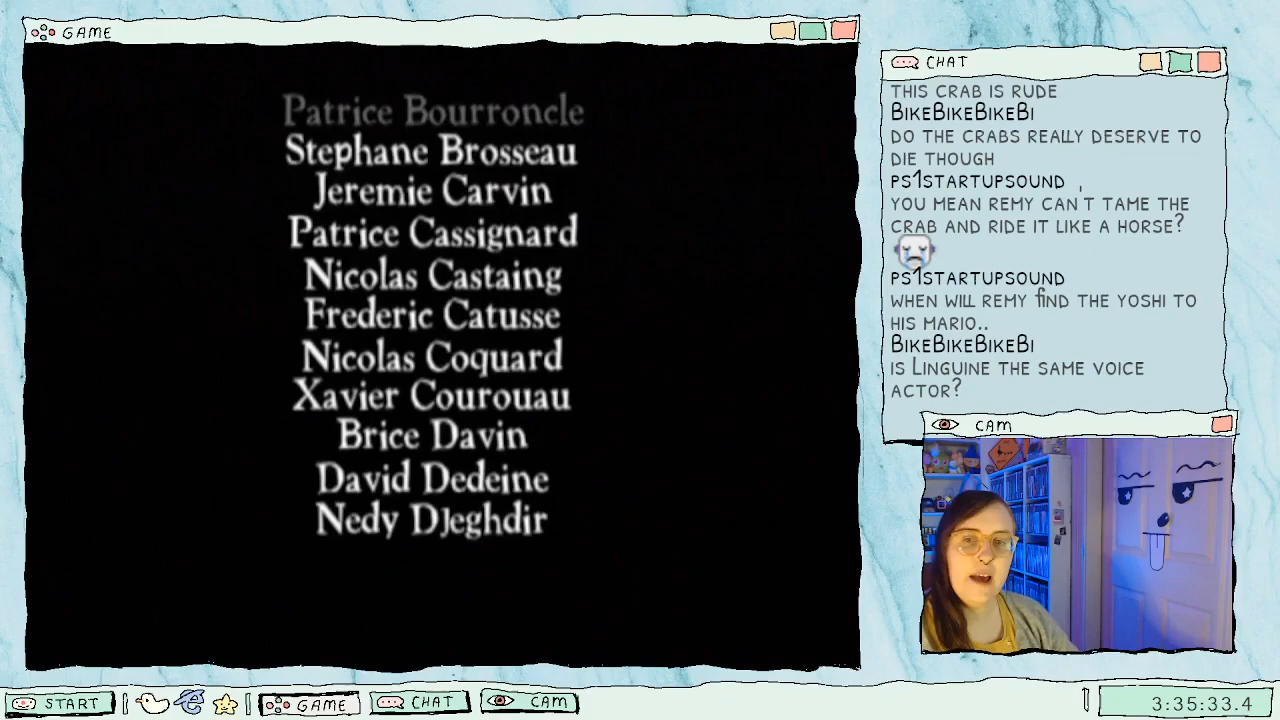 GAME
Patrice Bourroncle
Stephane Brosseau
Jeremie Carvin
Patrice Cassignard
Nicolas Castaing
Frederic Catusse
Nicolas Coquard
Xavier Courouau
Brice Davin
David Dedeine
Nedy Djeghdir
CHAT
THIS CRAB IS RUDE
BIKEBIKEBIKEBI
DO THE CRABS REALLY DESERVE TO
DIE THOUGH
PS1STARTUPSOUND
YOU MEAN REMY CAN'T TAME THE
CRAB AND RIDE IT LIKE A HORSE?
PS1STARTUPSOUND
WHEN WILL REMY FIND THE YOSHI TO
HIS MARIO..
BIKEBIKEBIKEBI
IS LINGUINE THE SAME VOICE
ACTOR?
CAM
START
GAME
CHAT
CAM
3:35:33.4